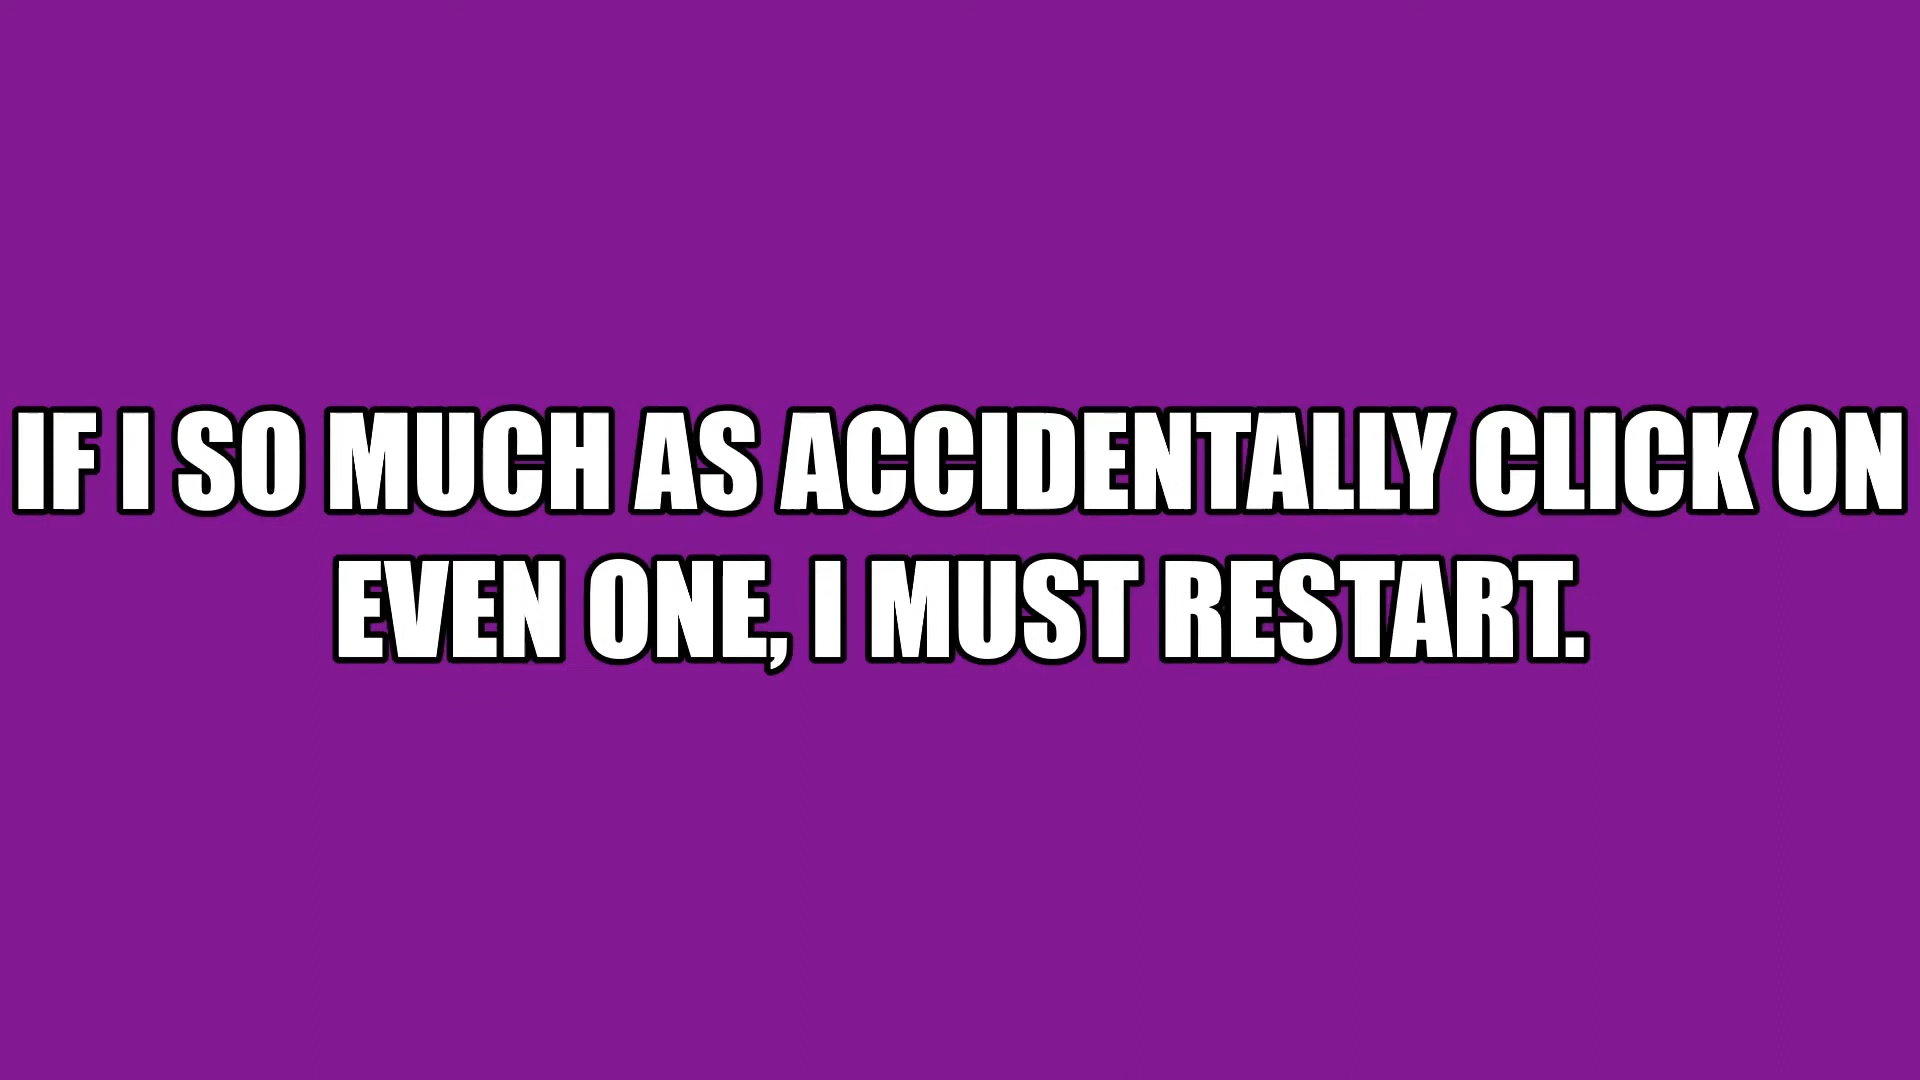 IF I SO MUCH AS ACCIDENTALLY CLICK ON
EVEN ONE, I MUST RESTART.